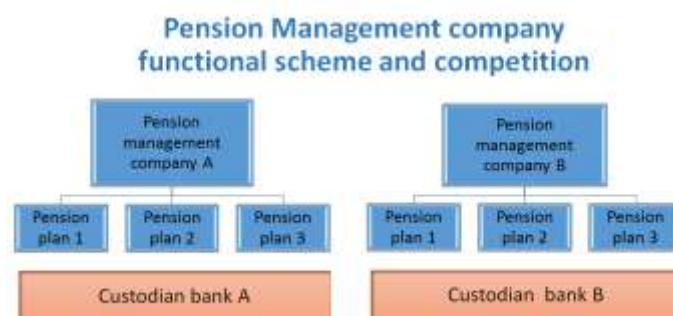 Pension Management company
functional scheme and competition
Pension
management
company A
Pension
management
company B
Pension
plan 1
Pension
plan 2
Pension
plan 3
Pension
plan 1
Pension
plan 2
Pension
plan 3
Custodian bank A
Custodian bank B